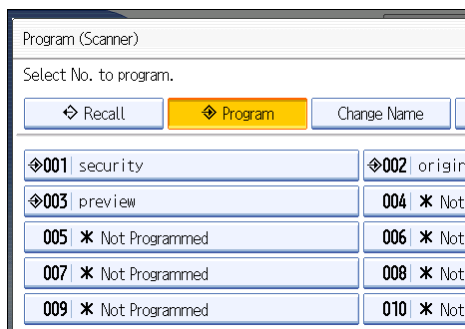 Program (Scanner)
Select No. to program.
Recall Program Change Name
001 security 002 origin
003 preview 004 * Not
005 * Not Programmed 006 * Not
007 * Not Programmed 008 * Not
009 * Not Programmed 010 * Not